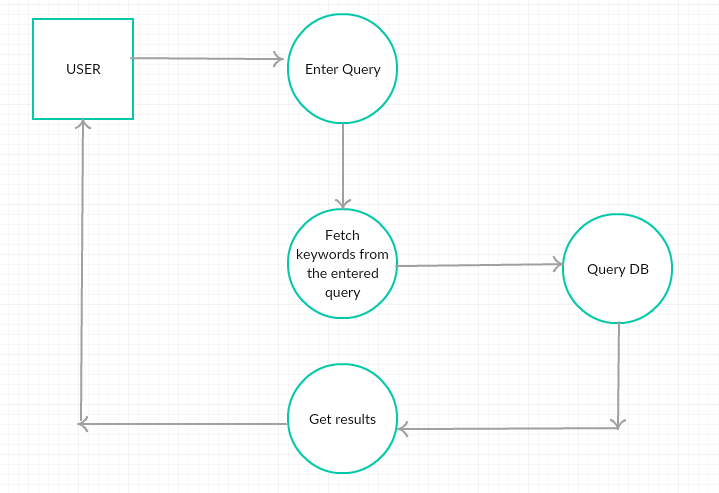 USER
Enter Query
Fetch
keywords from
the entered
query
Query DB
Get results